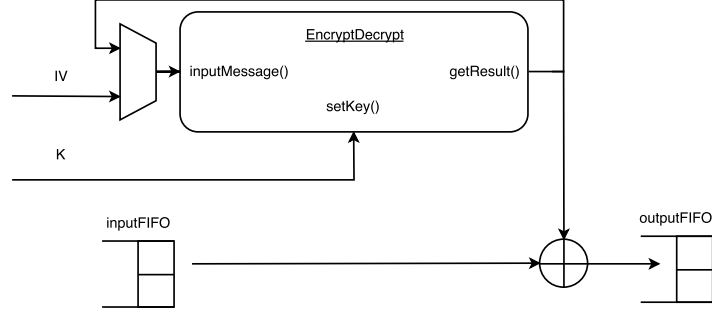 EncryptDecrypt
IV
inputMessage()
getResult()
setKey()
K
inputFIFO
outputFIFO